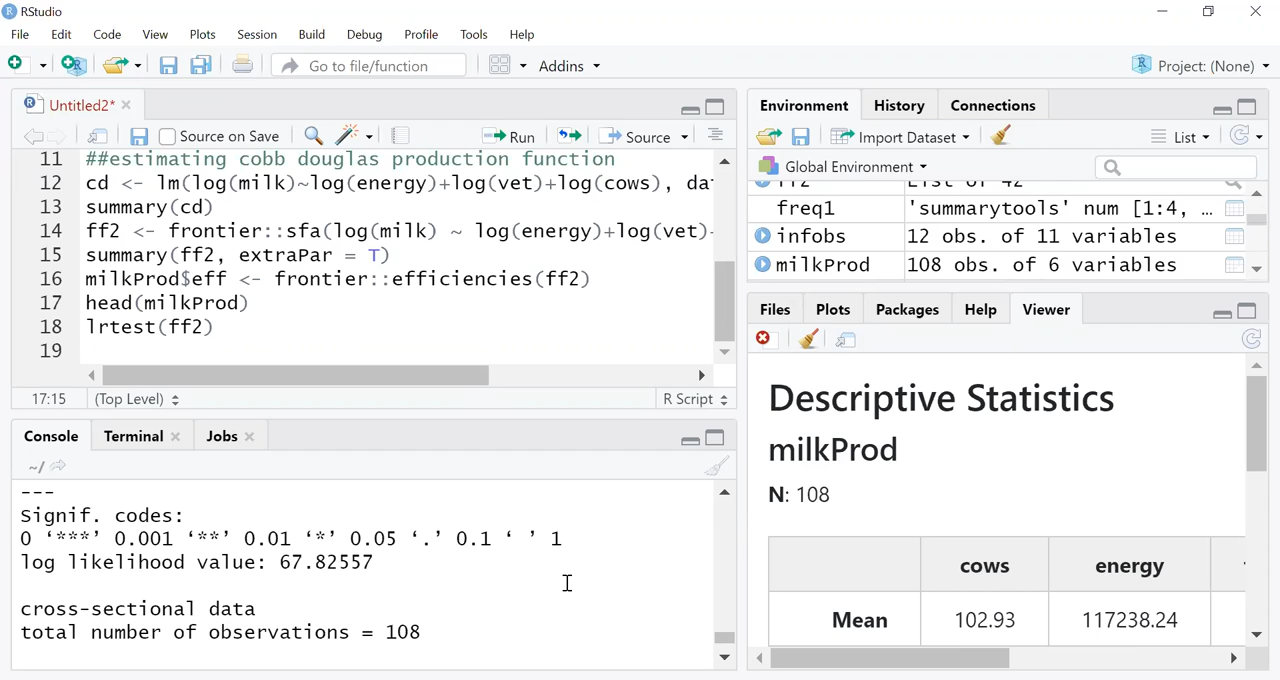 RStudio
File Edit Code View Plots Session Build Debug Profile Tools Help
Go to file/function Addins Project: (None)
Untitled2*
Source on Save Run Source
11 ##estimating cobb douglas production function
12 cd <- lm(log(milk)~log(energy)+log(vet)+log(cows), da
13 summary(cd)
14 ff2 <- frontier::sfa(log(milk) ~ log(energy)+log(vet)
15 summary(ff2, extraPar = T)
16 milkProd$eff <- frontier::efficiencies(ff2)
17 head(milkProd)
18 lrtest(ff2)
19
17:15 (Top Level) R Script
Console Terminal Jobs
~/
---
Signif. codes:
0 ‘***’ 0.001 ‘**’ 0.01 ‘*’ 0.05 ‘.’ 0.1 ‘ ’ 1
log likelihood value: 67.82557
cross-sectional data
total number of observations = 108
Environment History Connections
Import Dataset List
Global Environment
ff2 List of 42
freq1 'summarytools' num [1:4, …
infobs 12 obs. of 11 variables
milkProd 108 obs. of 6 variables
Files Plots Packages Help Viewer
Descriptive Statistics
milkProd
N: 108
cows energy
Mean 102.93 117238.24